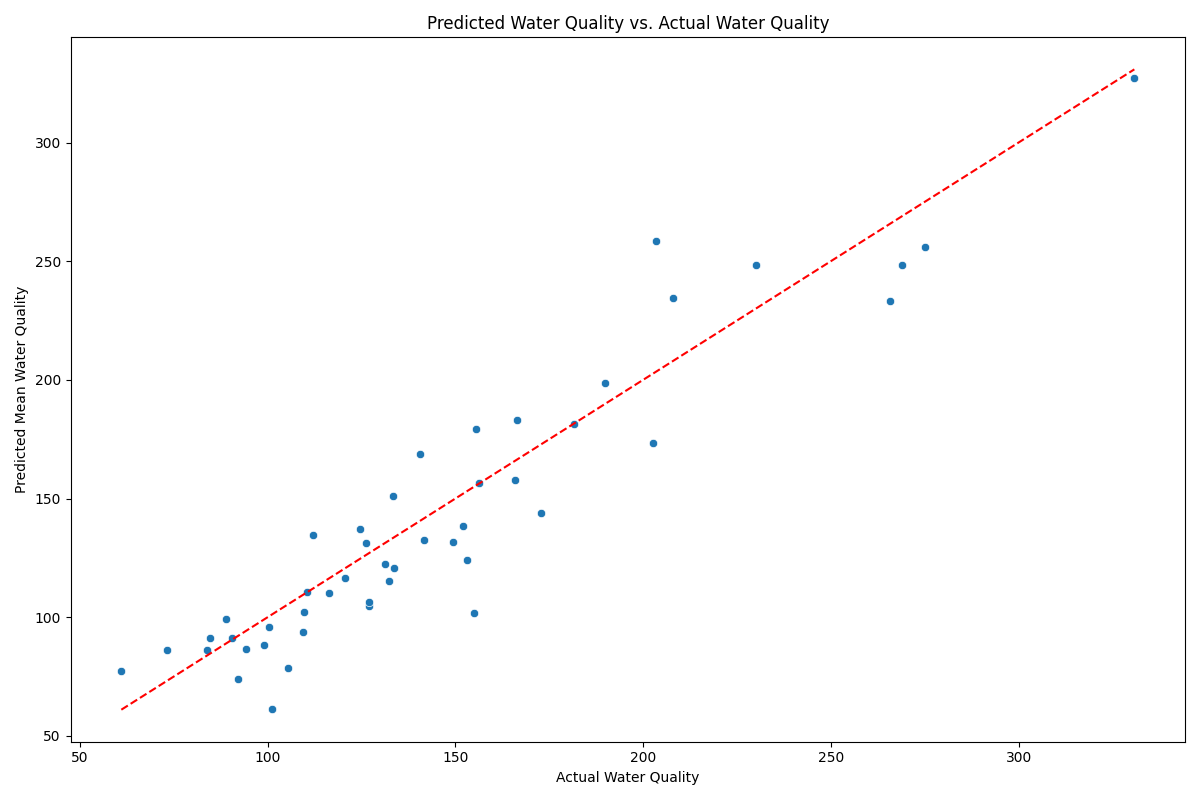 Predicted Water Quality vs. Actual Water Quality
Predicted Mean Water Quality
300
250
200
150
100
50
50 100 150 200 250 300
Actual Water Quality